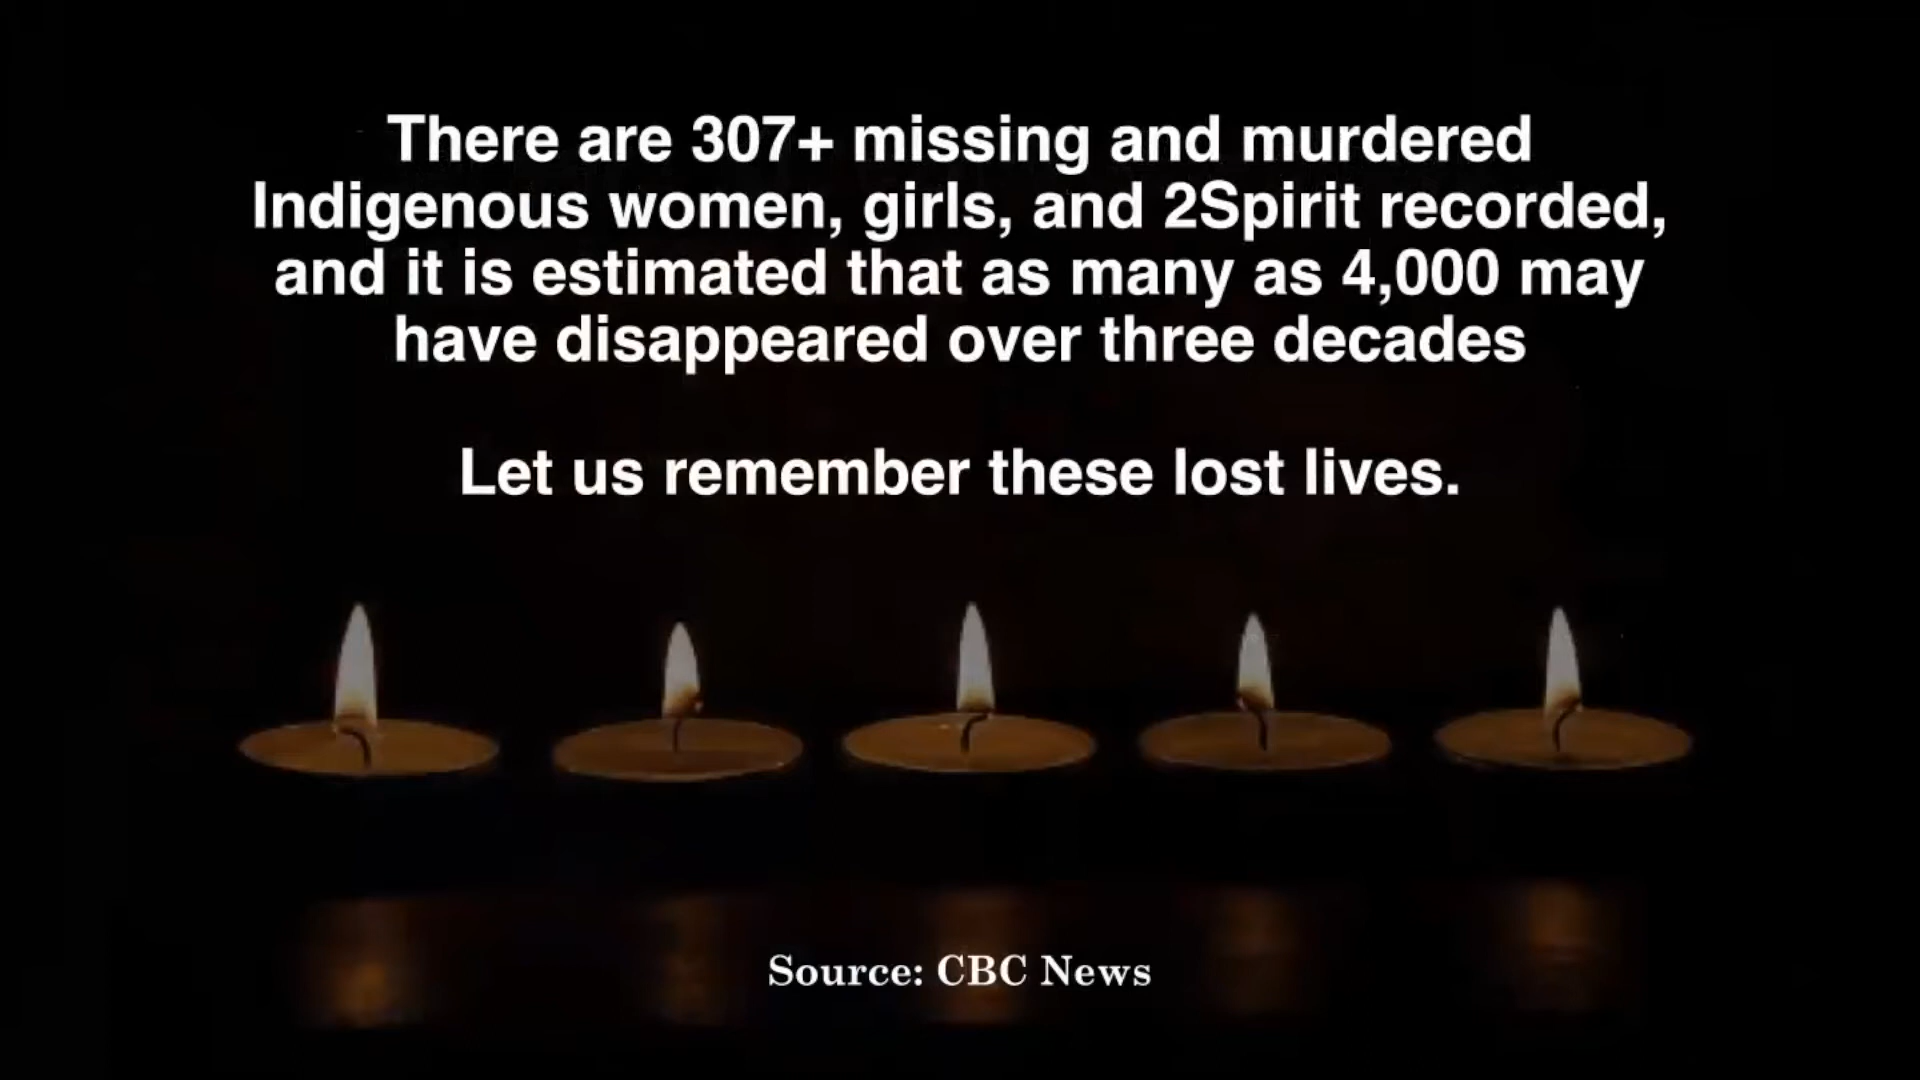 There are 307+ missing and murdered
Indigenous women, girls, and 2Spirit recorded,
and it is estimated that as many as 4,000 may
have disappeared over three decades
Let us remember these lost lives.
Source: CBC News